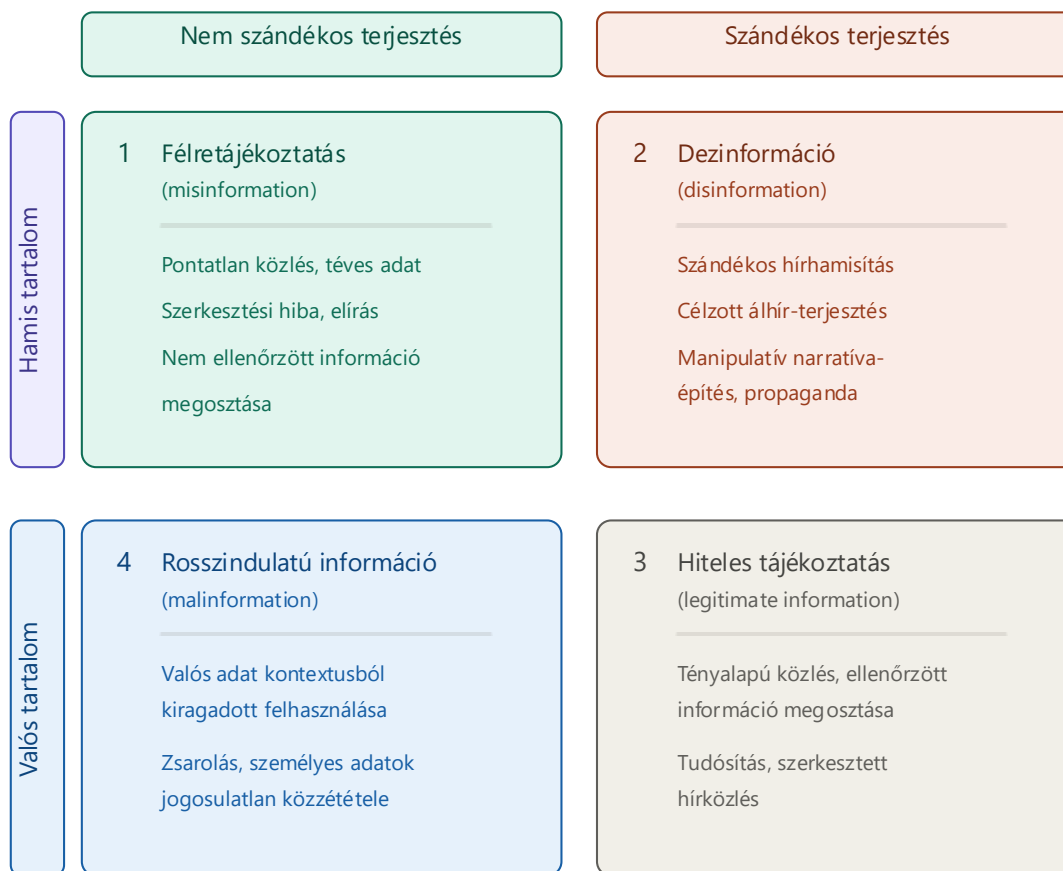 Nem szándékos terjesztés
Szándékos terjesztés
Hamis tartalom
1 Félretájékoztatás
(misinformation)
Pontatlan közlés, téves adat
Szerkesztési hiba, elírás
Nem ellenőrzött információ
megosztása
2 Dezinformáció
(disinformation)
Szándékos hírhamisítás
Célzott álhír-terjesztés
Manipulatív narratíva-
építés, propaganda
Valós tartalom
4 Rosszindulatú információ
(malinformation)
Valós adat kontextusból
kiragadott felhasználása
Zsarolás, személyes adatok
jogosulatlan közzététele
3 Hiteles tájékoztatás
(legitimate information)
Tényalapú közlés, ellenőrzött
információ megosztása
Tudósítás, szerkesztett
hírközlés